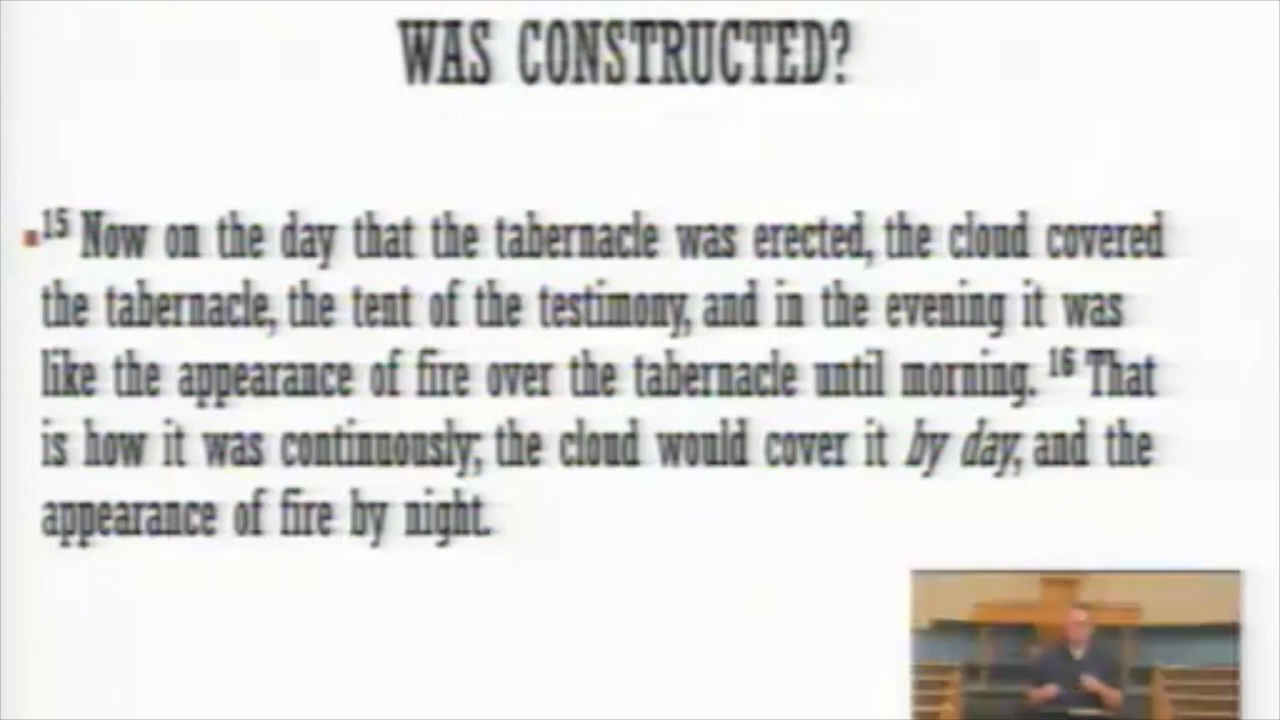 WAS CONSTRUCTED?
15 Now on the day that the tabernacle was erected, the cloud covered
the tabernacle, the tent of the testimony, and in the evening it was
like the appearance of fire over the tabernacle until morning. 16 That
is how it was continuously; the cloud would cover it by day, and the
appearance of fire by night.